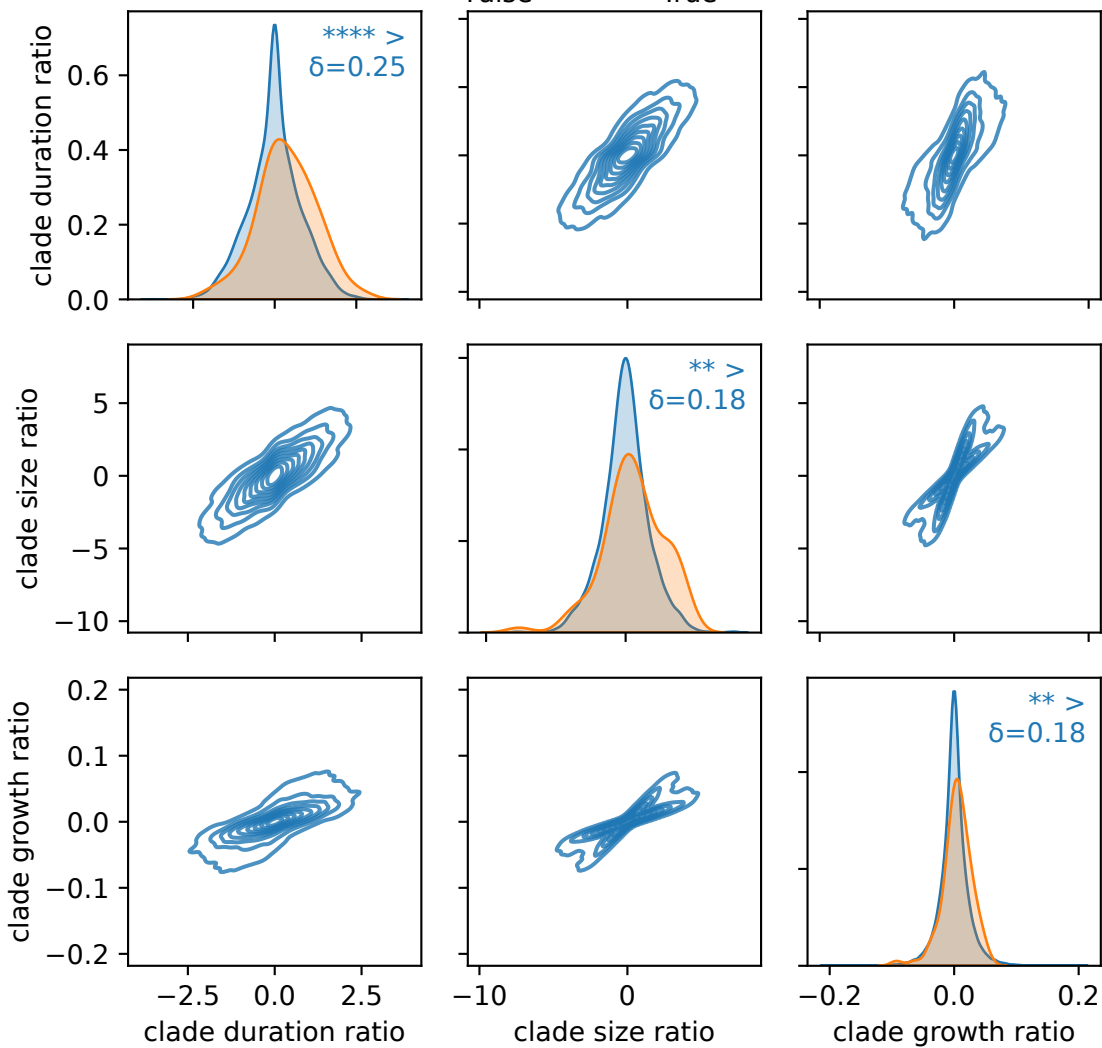 clade duration ratio
0.6
0.4
0.2
0.0
**** >
δ=0.25
clade size ratio
5
0
−5
−10
** >
δ=0.18
clade growth ratio
0.2
0.1
0.0
−0.1
−0.2
** >
δ=0.18
−2.5 0.0 2.5
−10 0
−0.2 0.0 0.2
clade duration ratio
clade size ratio
clade growth ratio